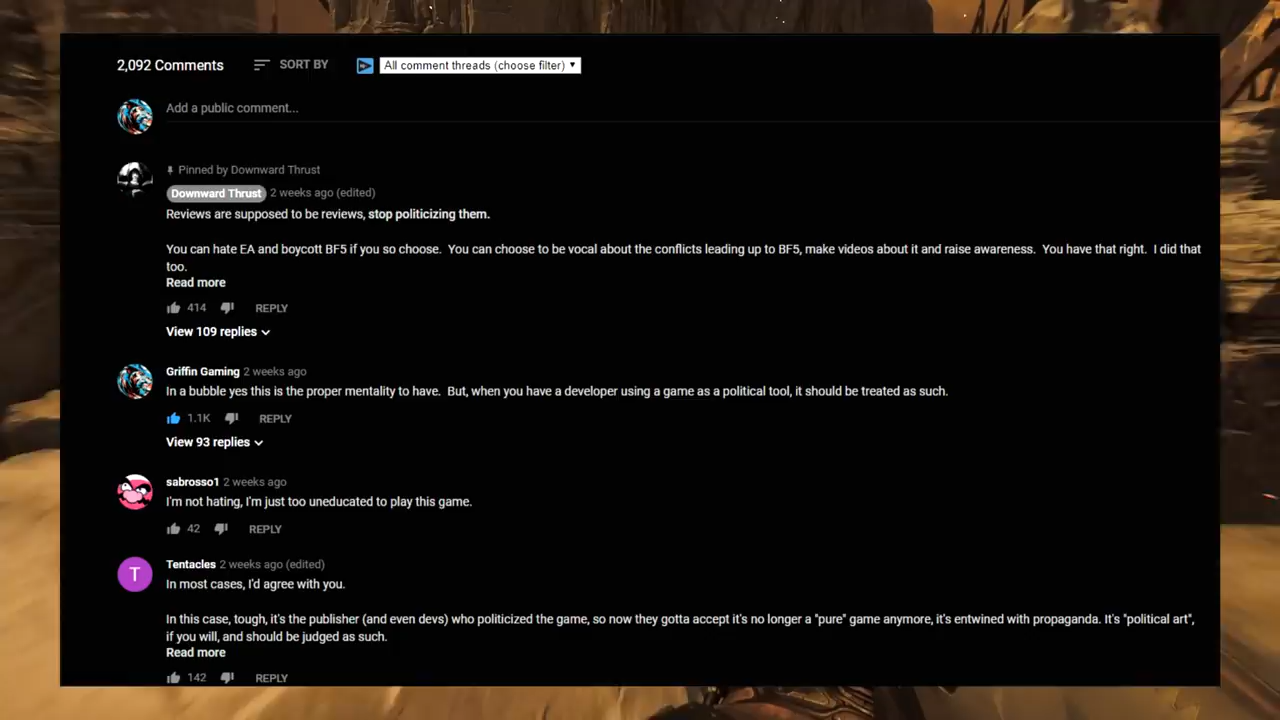 2,092 Comments SORT BY All comment threads (choose filter)
Add a public comment...
Pinned by Downward Thrust
Downward Thrust 2 weeks ago (edited)
Reviews are supposed to be reviews, stop politicizing them.
You can hate EA and boycott BF5 if you so choose. You can choose to be vocal about the conflicts leading up to BF5, make videos about it and raise awareness. You have that right. I did that
too.
Read more
414 REPLY
View 109 replies
Griffin Gaming 2 weeks ago
In a bubble yes this is the proper mentality to have. But, when you have a developer using a game as a political tool, it should be treated as such.
1.1K REPLY
View 93 replies
sabrosso1 2 weeks ago
I'm not hating, I'm just too uneducated to play this game.
42 REPLY
T
Tentacles 2 weeks ago (edited)
In most cases, I'd agree with you.
In this case, tough, it's the publisher (and even devs) who politicized the game, so now they gotta accept it's no longer a "pure" game anymore, it's entwined with propaganda. It's "political art",
if you will, and should be judged as such.
Read more
142 REPLY